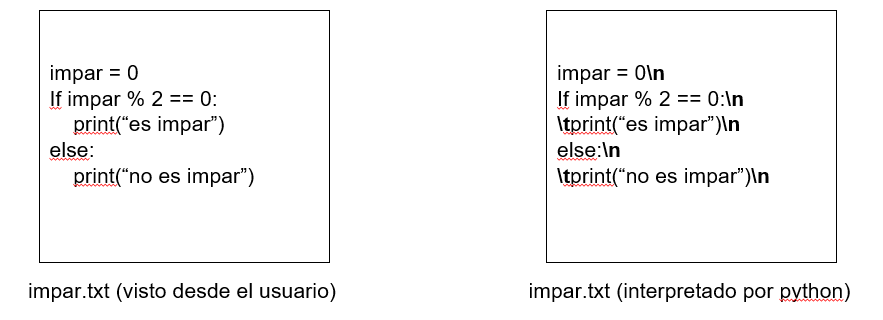 impar = 0
If impar % 2 == 0:
print(“es impar”)
else:
print(“no es impar”)
impar.txt (visto desde el usuario)
impar = 0\n
If impar % 2 == 0:\n
\tprint(“es impar”)\n
else:\n
\tprint(“no es impar”)\n
impar.txt (interpretado por python)